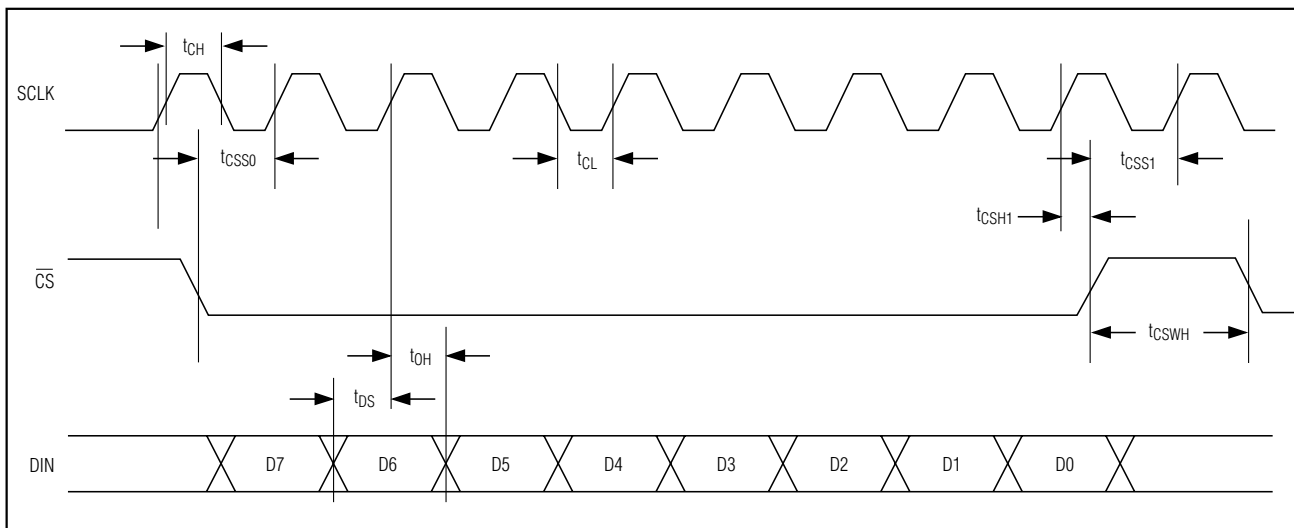 tCH
SCLK
tCSS0
tCL
tCSS1
tCSH1
CS
tCSWH
tOH
tDS
DIN
D7
D6
D5
D4
D3
D2
D1
D0